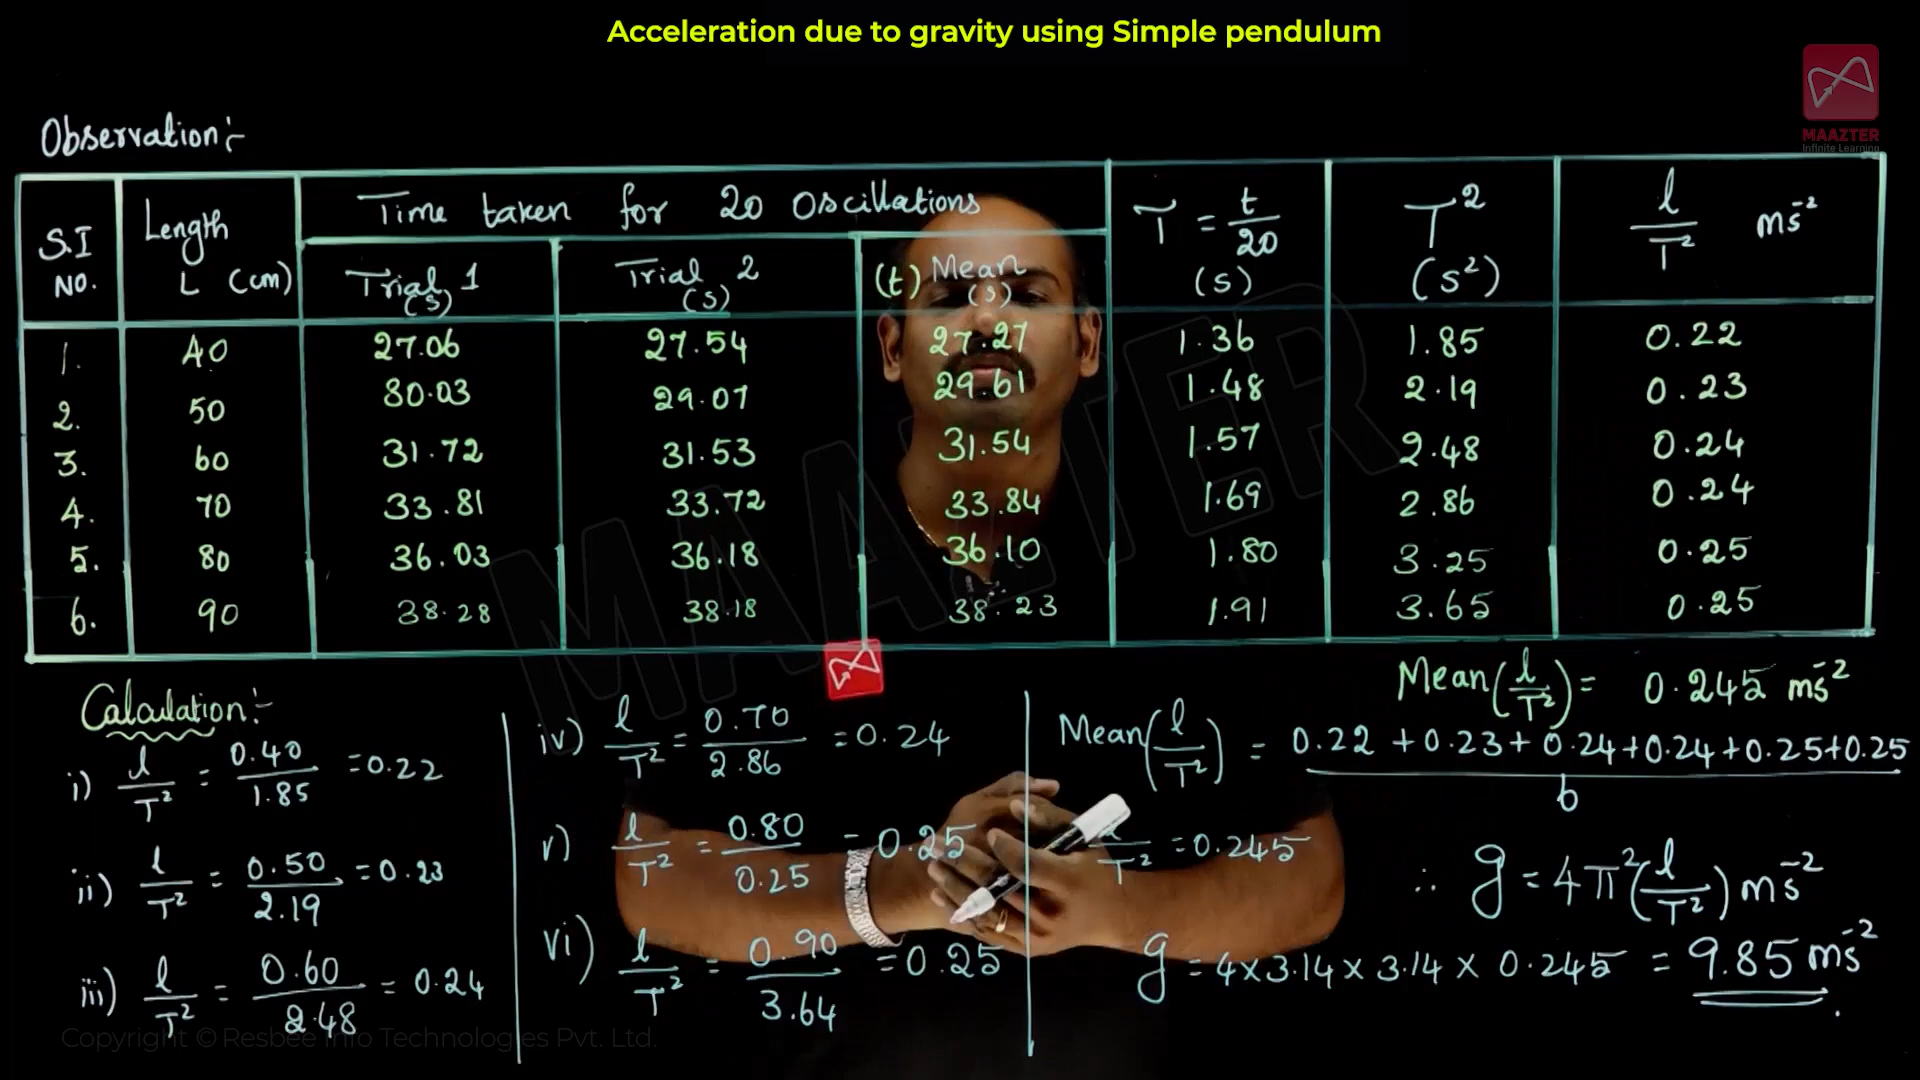 Acceleration due to gravity using Simple pendulum
MAAZTER
Infinite Learning
Observation:-
S.I NO. | Length L (cm) | Time taken for 20 Oscillations | T = t/20 (s) | T² (s²) | l/T² ms⁻²
Trial 1 (s) | Trial 2 (s) | (t) Mean (s)
1. 40 27.06 27.54 27.27 1.36 1.85 0.22
2. 50 80.03 29.07 29.61 1.48 2.19 0.23
3. 60 31.72 31.53 31.54 1.57 2.48 0.24
4. 70 33.81 33.72 33.84 1.69 2.86 0.24
5. 80 36.03 36.18 36.10 1.80 3.25 0.25
6. 90 38.28 38.18 38.23 1.91 3.65 0.25
MAAZTER
Mean (l/T²) = 0.245 ms⁻²
Calculation:-
i) l/T² = 0.40/1.85 = 0.22
ii) l/T² = 0.50/2.19 = 0.23
iii) l/T² = 0.60/2.48 = 0.24
iv) l/T² = 0.70/2.86 = 0.24
v) l/T² = 0.80/0.25 = 0.25
vi) l/T² = 0.90/3.64 = 0.25
Mean (l/T²) = 0.22 + 0.23 + 0.24 + 0.24 + 0.25 + 0.25 / 6
l/T² = 0.245
∴ g = 4π² (l/T²) ms⁻²
g = 4 × 3.14 × 3.14 × 0.245 = 9.85 ms⁻².
Copyright © Resbee Info Technologies Pvt. Ltd.